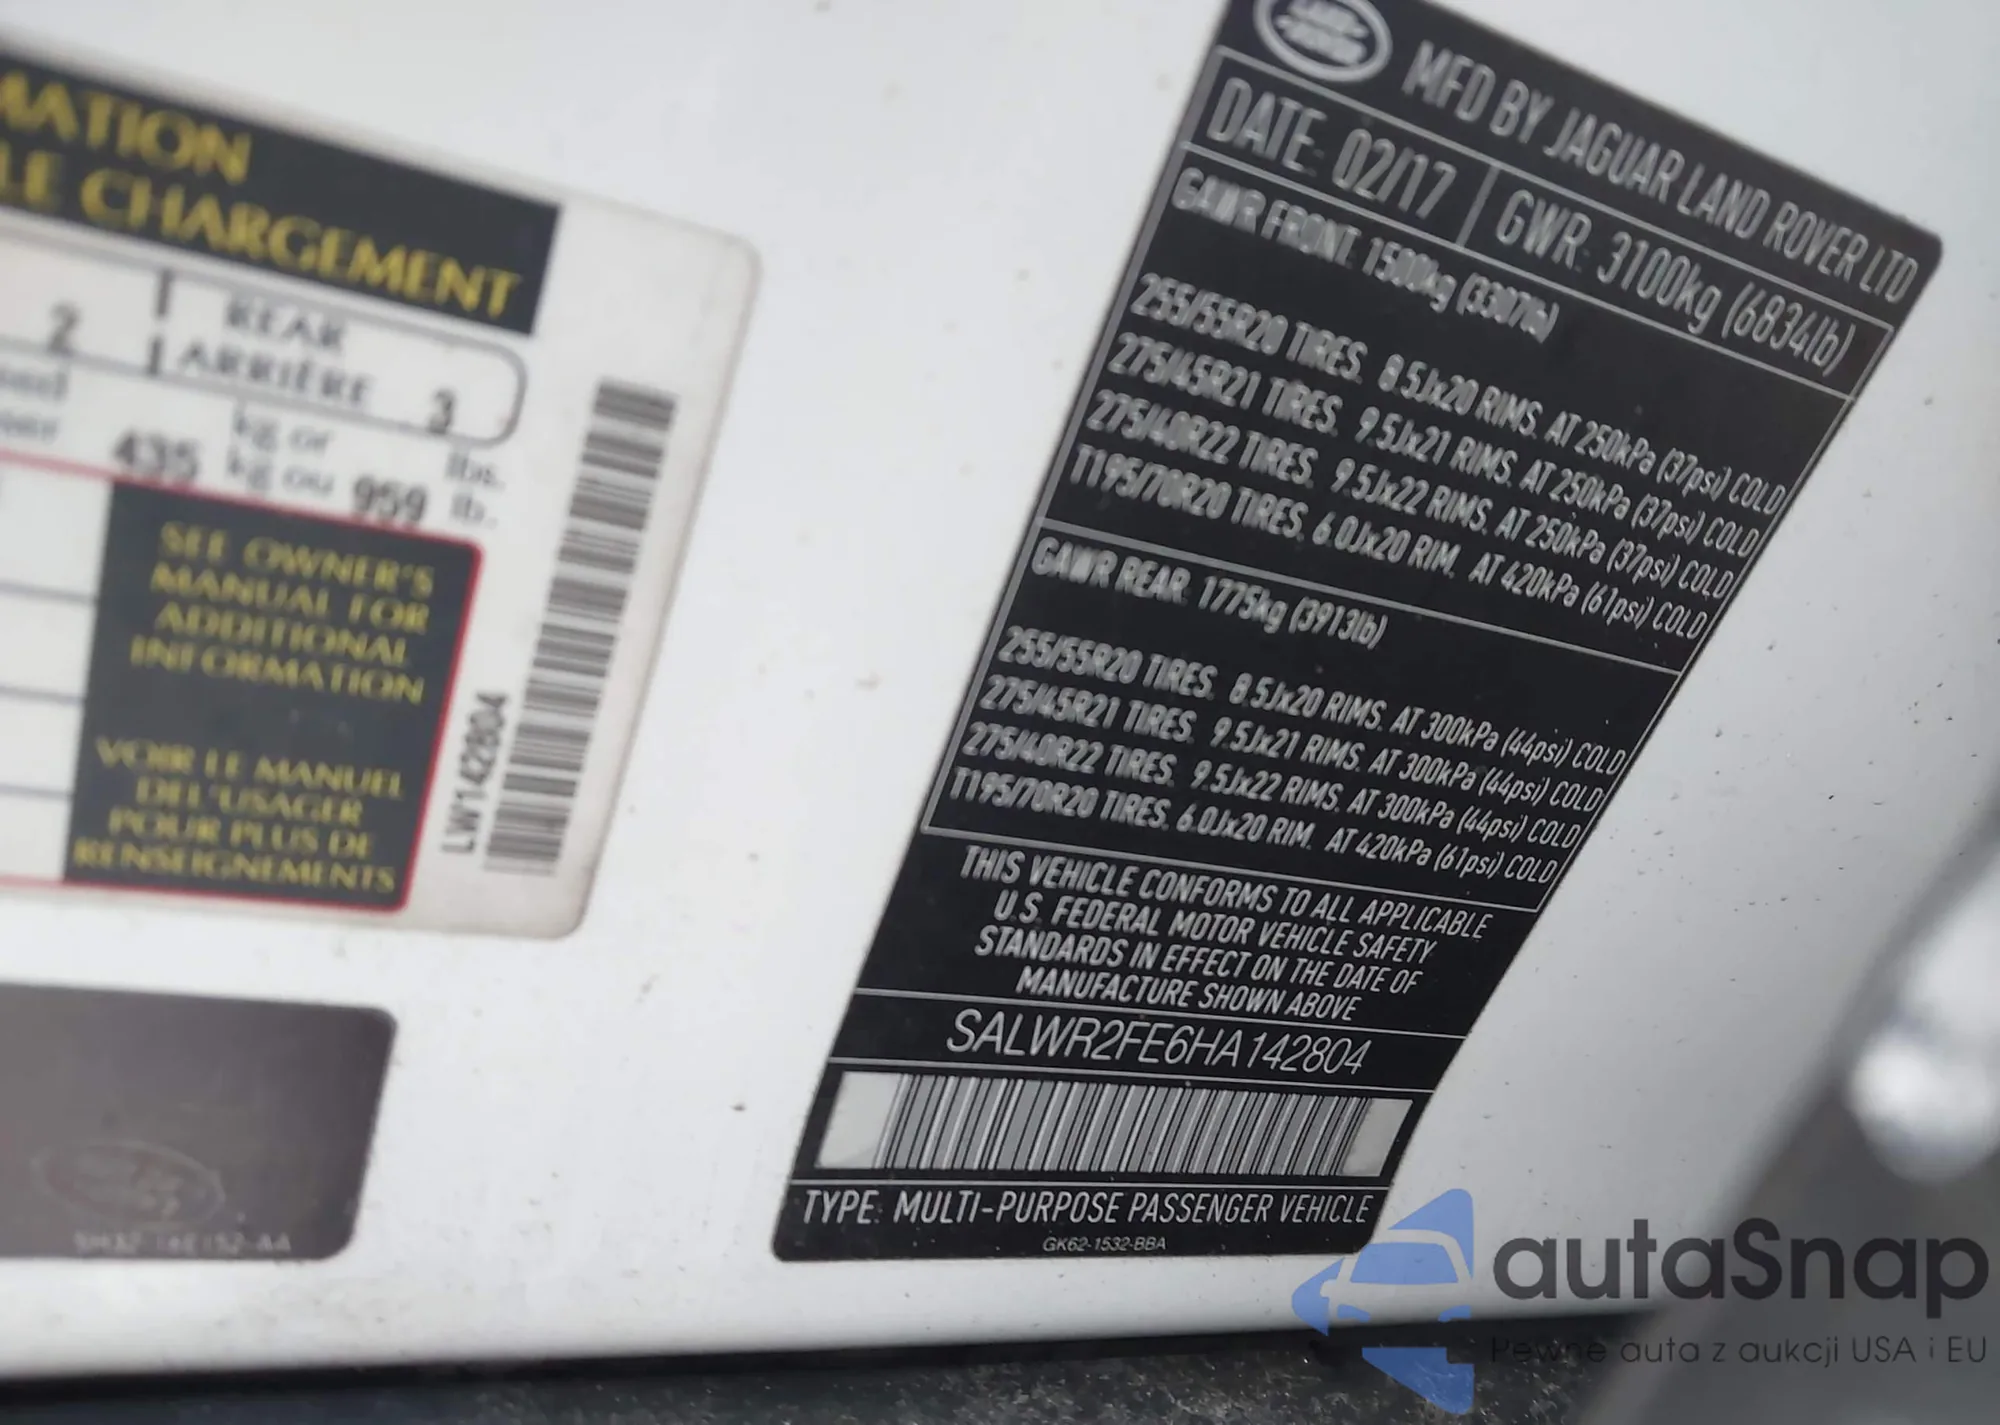 MATION
LE CHARGEMENT
2
REAR
ARRIÈRE 3
435 kg or
kg ou 959 lbs.
lb.
SEE OWNER'S
MANUAL FOR
ADDITIONAL
INFORMATION
VOIR LE MANUEL
DE L'USAGER
POUR PLUS DE
RENSEIGNEMENTS
LW142804
LAND
ROVER
MFD BY JAGUAR LAND ROVER LTD
DATE: 02/17 GWR: 3100kg (6834lb)
GAWR FRONT: 1500kg (3307lb)
255/55R20 TIRES, 8.5Jx20 RIMS, AT 250kPa (37psi) COLD
275/45R21 TIRES, 9.5Jx21 RIMS, AT 250kPa (37psi) COLD
275/40R22 TIRES, 9.5Jx22 RIMS, AT 250kPa (37psi) COLD
T195/70R20 TIRES, 6.0Jx20 RIM, AT 420kPa (61psi) COLD
GAWR REAR: 1775kg (3913lb)
255/55R20 TIRES, 8.5Jx20 RIMS, AT 300kPa (44psi) COLD
275/45R21 TIRES, 9.5Jx21 RIMS, AT 300kPa (44psi) COLD
275/40R22 TIRES, 9.5Jx22 RIMS, AT 300kPa (44psi) COLD
T195/70R20 TIRES, 6.0Jx20 RIM, AT 420kPa (61psi) COLD
THIS VEHICLE CONFORMS TO ALL APPLICABLE
U.S. FEDERAL MOTOR VEHICLE SAFETY
STANDARDS IN EFFECT ON THE DATE OF
MANUFACTURE SHOWN ABOVE
SALWR2FE6HA142804
TYPE: MULTI-PURPOSE PASSENGER VEHICLE
GK62-1532-BBA
autaSnap
Pewne auta z aukcji USA i EU